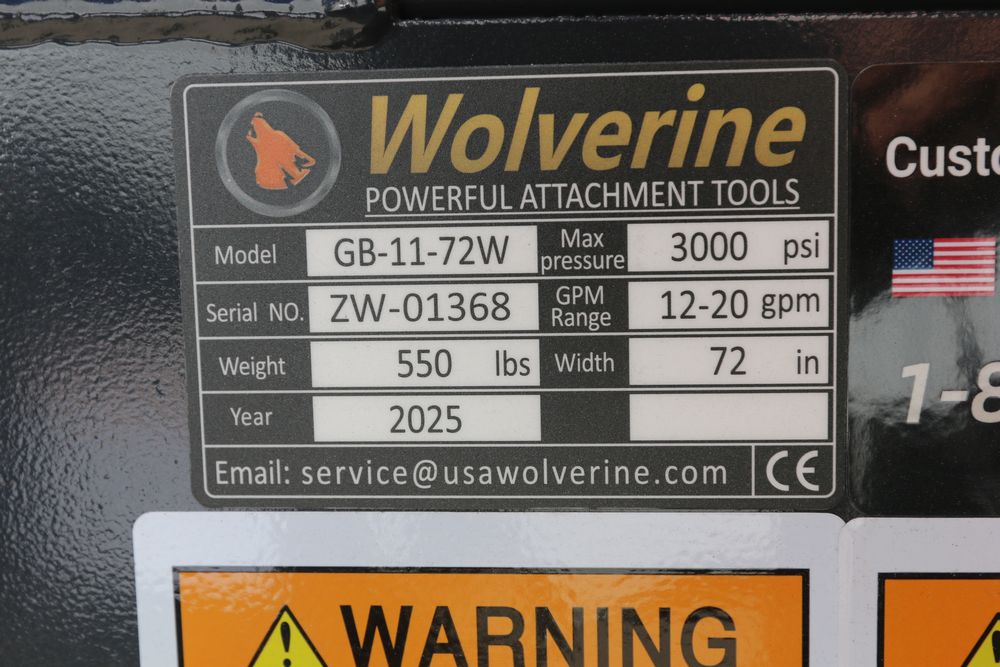 Wolverine
POWERFUL ATTACHMENT TOOLS
Model GB-11-72W Max pressure 3000 psi
Serial NO. ZW-01368 GPM Range 12-20 gpm
Weight 550 lbs Width 72 in
Year 2025
Email: service@usawolverine.com CE
WARNING